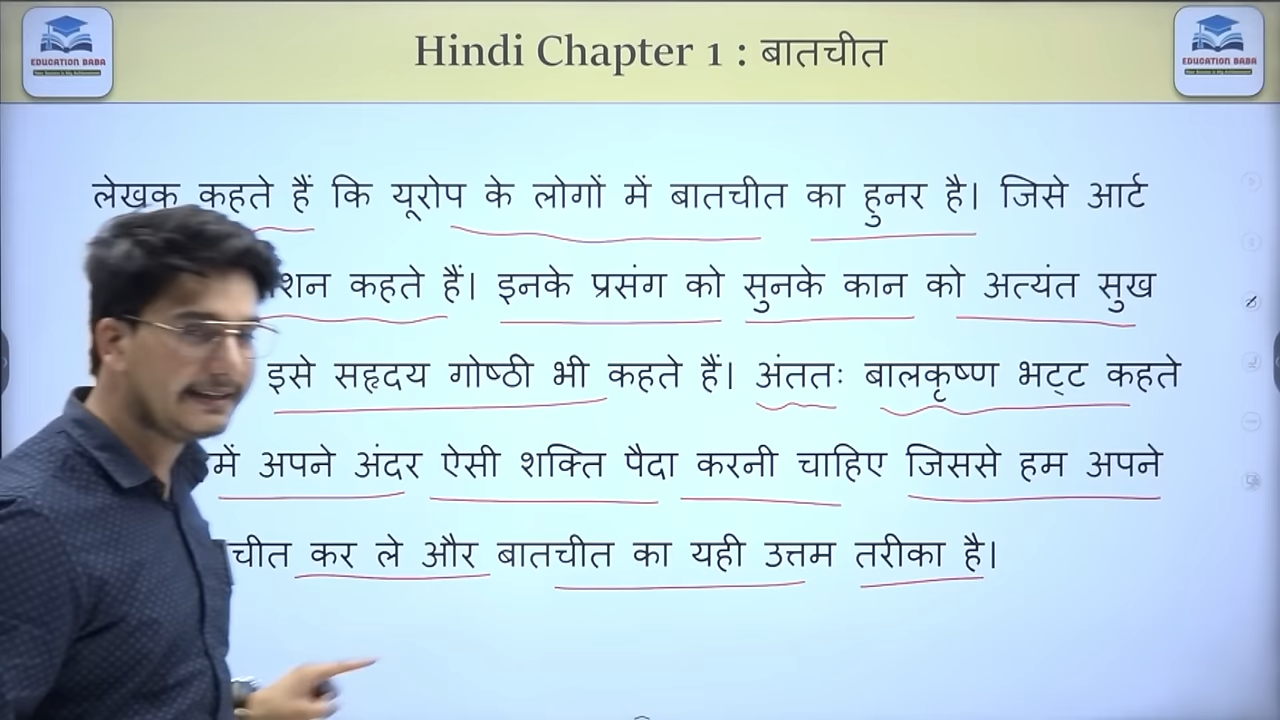 Hindi Chapter 1 : बातचीत
EDUCATION BABA
EDUCATION BABA
लेखक कहते हैं कि यूरोप के लोगों में बातचीत का हुनर है। जिसे आर्ट
कहते हैं। इनके प्रसंग को सुनके कान को अत्यंत सुख
इसे सहृदय गोष्ठी भी कहते हैं। अंततः बालकृष्ण भट्ट कहते
अपने अंदर ऐसी शक्ति पैदा करनी चाहिए जिससे हम अपने
कर ले और बातचीत का यही उत्तम तरीका है।